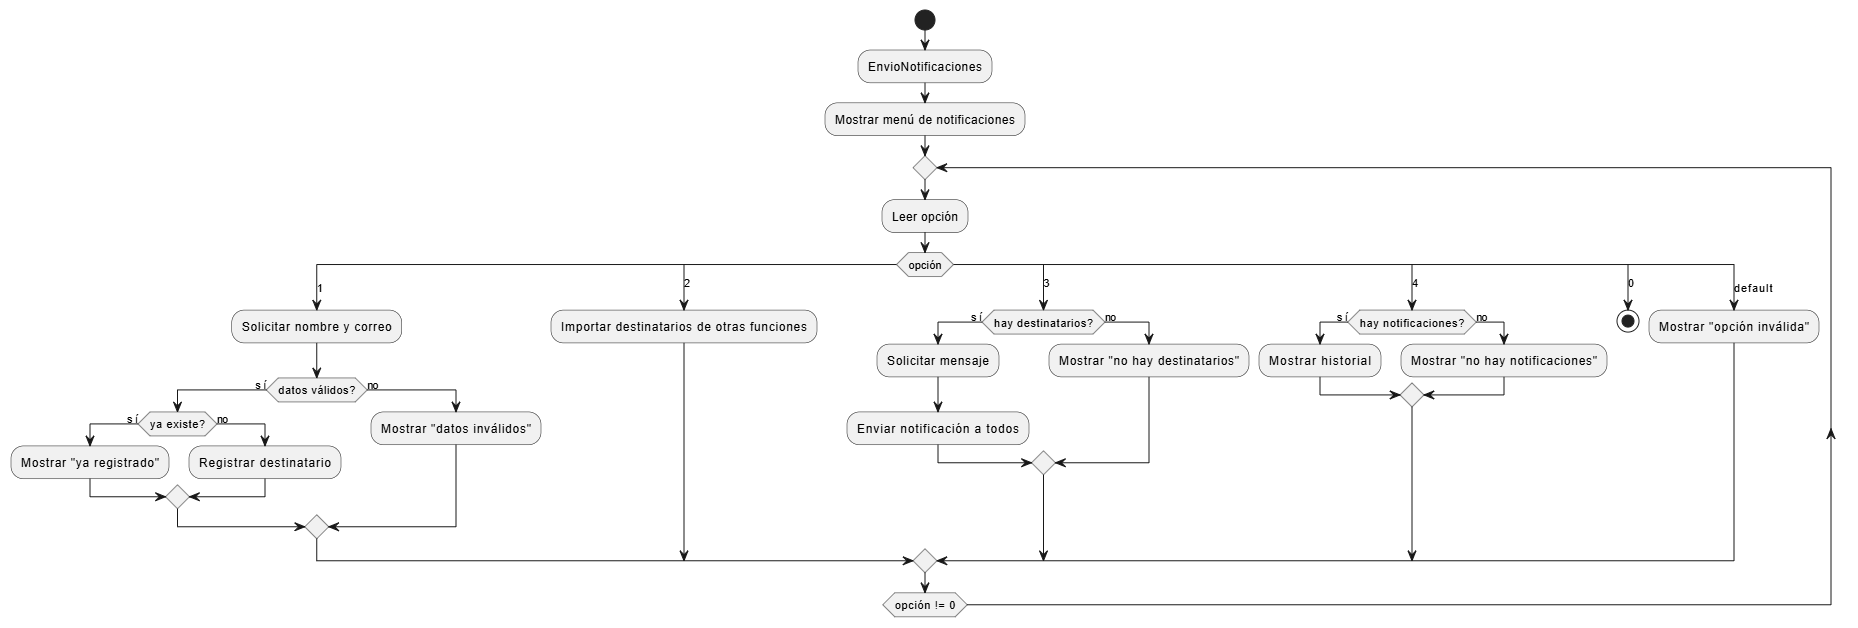 EnvioNotificaciones
Mostrar menú de notificaciones
Leer opción
opción
1
2
3
4
0
default
Solicitar nombre y correo
Importar destinatarios de otras funciones
sí
hay destinatarios?
no
sí
hay notificaciones?
no
Mostrar "opción inválida"
Solicitar mensaje
Mostrar "no hay destinatarios"
Mostrar historial
Mostrar "no hay notificaciones"
sí
datos válidos?
no
sí
ya existe?
no
Mostrar "datos inválidos"
Enviar notificación a todos
Mostrar "ya registrado"
Registrar destinatario
opción != 0